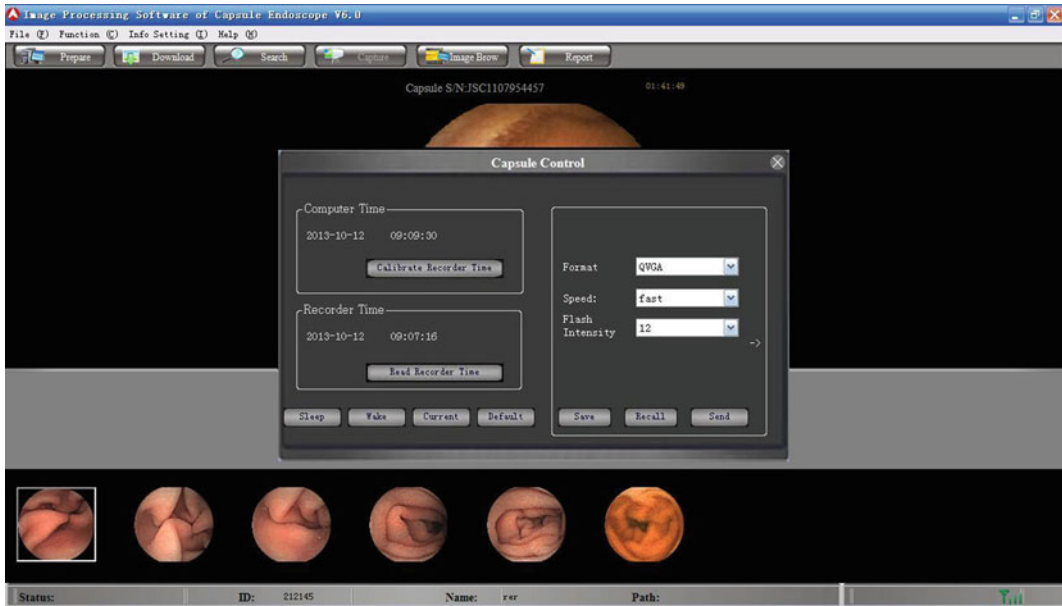 Image Processing Software of Capsule Endoscope V6.0
File (F) Function (C) Info Setting (I) Help (H)
Prepare Download Search Capture Image Brow Report
Capsule S/N:JSC1107954457 01:41:49
Capsule Control
Computer Time
2013-10-12 09:09:30
Calibrate Recorder Time
Recorder Time
2013-10-12 09:07:16
Read Recorder Time
Sleep Wake Current Default
Format QVGA
Speed: fast
Flash
Intensity 12
->
Save Recall Send
Status: ID: 212145 Name: rer Path: